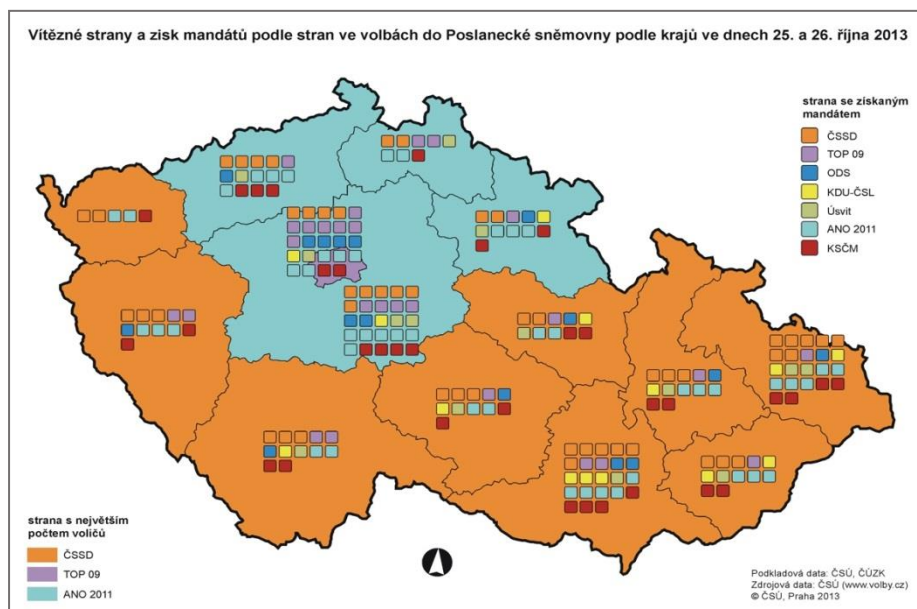 Vítězné strany a zisk mandátů podle stran ve volbách do Poslanecké sněmovny podle krajů ve dnech 25. a 26. října 2013
strana se získaným
mandátem
ČSSD
TOP 09
ODS
KDU-ČSL
Úsvit
ANO 2011
KSČM
strana s největším
počtem voličů
ČSSD
TOP 09
ANO 2011
Podkladová data: ČSÚ, ČÚZK
Zdrojová data: ČSÚ (www.volby.cz)
© ČSÚ, Praha 2013